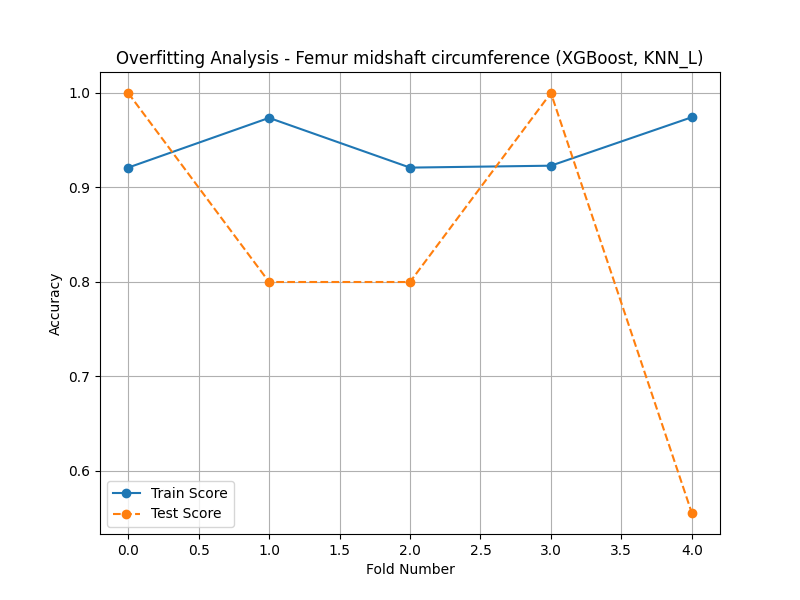 Overfitting Analysis - Femur midshaft circumference (XGBoost, KNN_L)
1.0
0.9
0.8
0.7
0.6
Accuracy
Train Score
Test Score
0.0 0.5 1.0 1.5 2.0 2.5 3.0 3.5 4.0
Fold Number